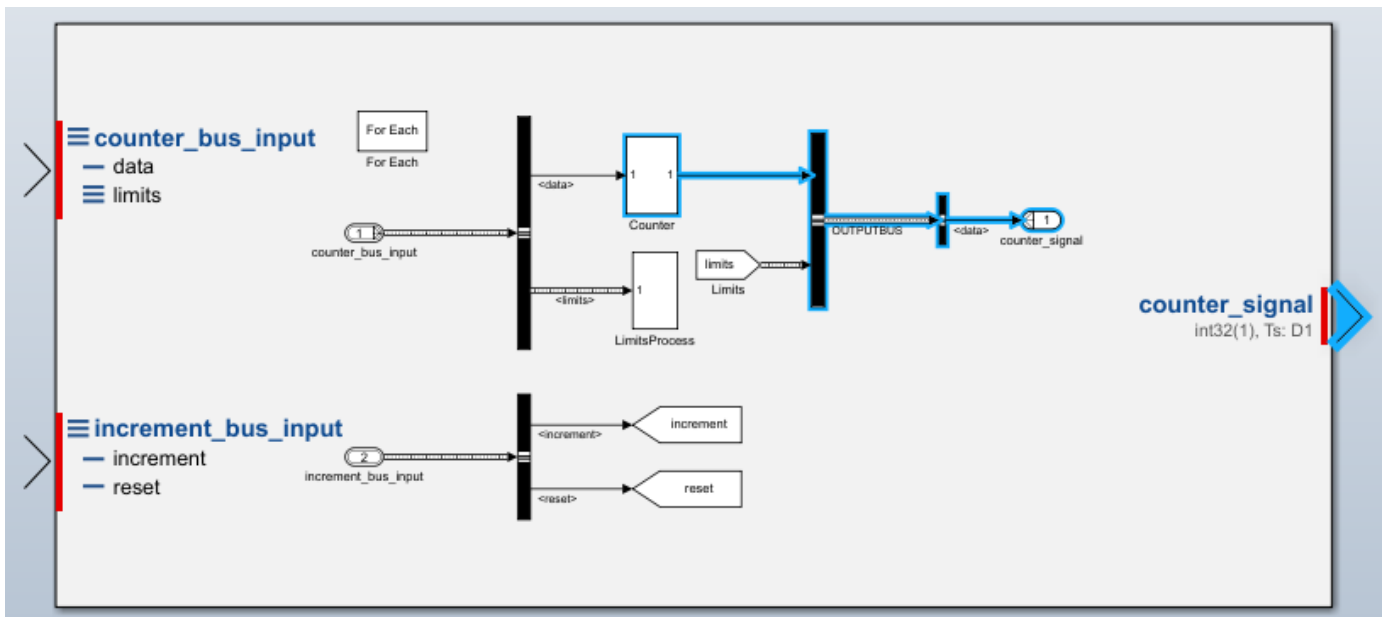 counter_bus_input
data
limits
For Each
For Each
1
counter_bus_input
<data>
1 1
Counter
<limits>
1
LimitsProcess
limits
Limits
OUTPUTBUS
<data>
1
counter_signal
counter_signal
int32(1), Ts: D1
increment_bus_input
increment
reset
2
increment_bus_input
<increment>
increment
<reset>
reset